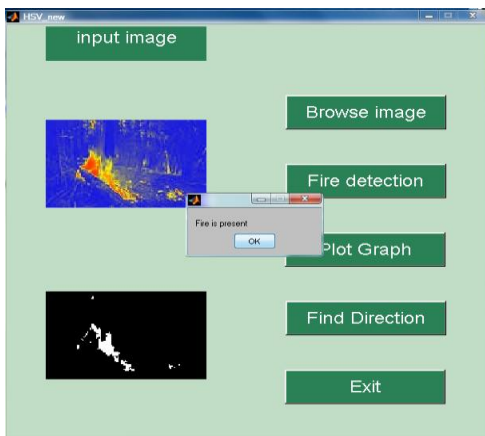 HSV_new
input image
Browse image
Fire detection
Fire is present
OK
Plot Graph
Find Direction
Exit